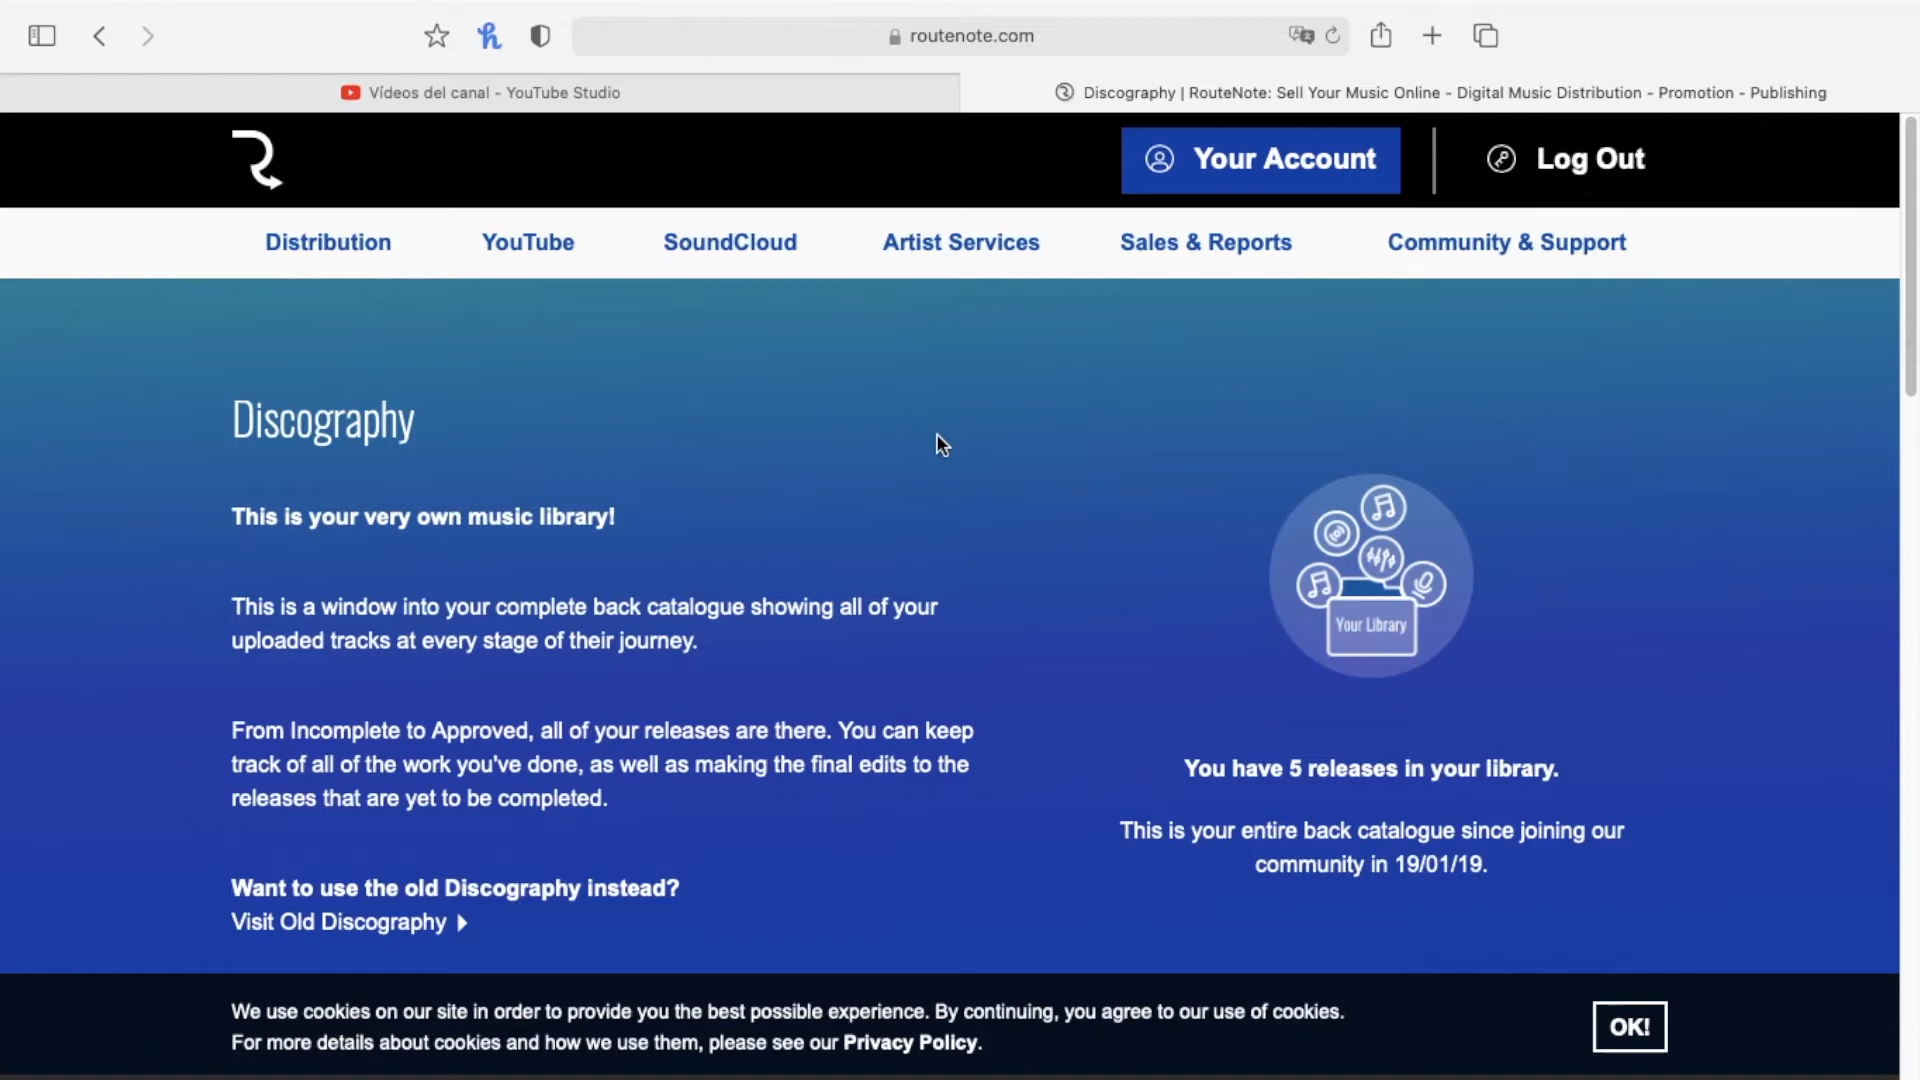 routenote.com
Vídeos del canal - YouTube Studio
Discography | RouteNote: Sell Your Music Online - Digital Music Distribution - Promotion - Publishing
Your Account
Log Out
Distribution
YouTube
SoundCloud
Artist Services
Sales & Reports
Community & Support
Discography
This is your very own music library!
This is a window into your complete back catalogue showing all of your
uploaded tracks at every stage of their journey.
From Incomplete to Approved, all of your releases are there. You can keep
track of all of the work you've done, as well as making the final edits to the
releases that are yet to be completed.
Want to use the old Discography instead?
Visit Old Discography
Your Library
You have 5 releases in your library.
This is your entire back catalogue since joining our
community in 19/01/19.
We use cookies on our site in order to provide you the best possible experience. By continuing, you agree to our use of cookies.
For more details about cookies and how we use them, please see our Privacy Policy.
OK!